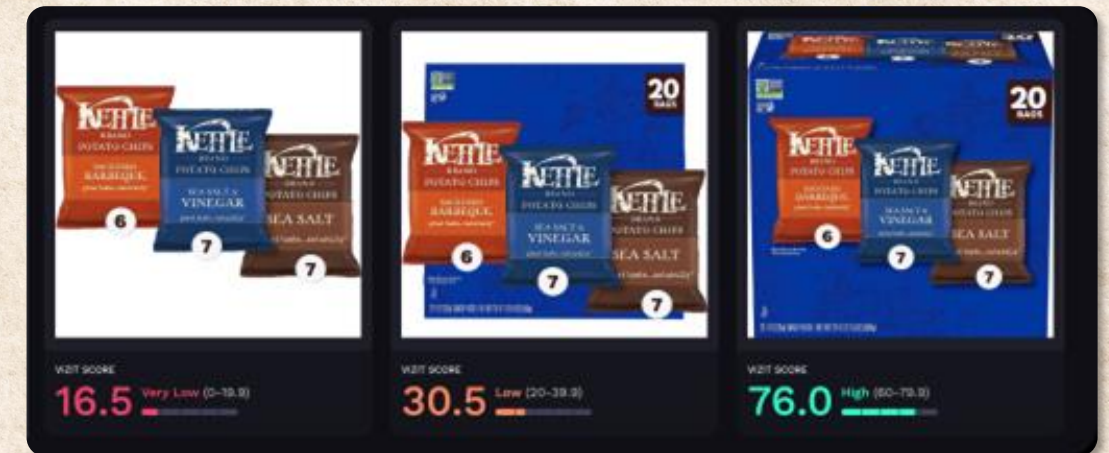 KETTLE
BRAND
POTATO CHIPS
BACKYARD
BARBEQUE
6
KETTLE
BRAND
POTATO CHIPS
SEA SALT &
VINEGAR
7
KETTLE
BRAND
POTATO CHIPS
SEA SALT
7
VIZIT SCORE
16.5 Very Low (0-19.9)
20
BAGS
KETTLE
BRAND
POTATO CHIPS
BACKYARD
BARBEQUE
6
KETTLE
BRAND
POTATO CHIPS
SEA SALT &
VINEGAR
7
KETTLE
BRAND
POTATO CHIPS
SEA SALT
7
VIZIT SCORE
30.5 Low (20-39.9)
20
BAGS
KETTLE
BRAND
POTATO CHIPS
BACKYARD
BARBEQUE
6
KETTLE
BRAND
POTATO CHIPS
SEA SALT &
VINEGAR
7
KETTLE
BRAND
POTATO CHIPS
SEA SALT
7
VIZIT SCORE
76.0 High (60-79.9)